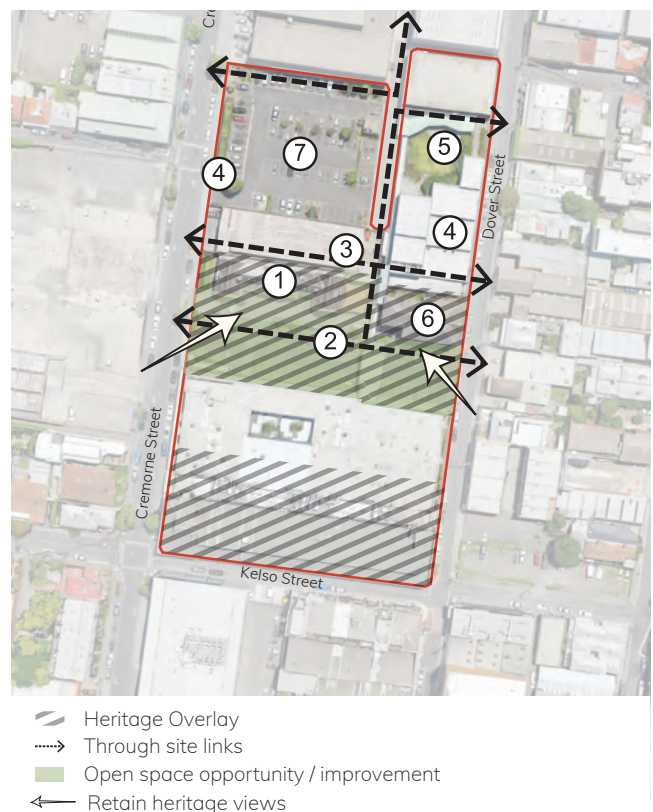 Cr
7
5
4
Dover Street
4
3
1
6
2
Cremorne Street
Kelso Street
Heritage Overlay
Through site links
Open space opportunity / improvement
Retain heritage views